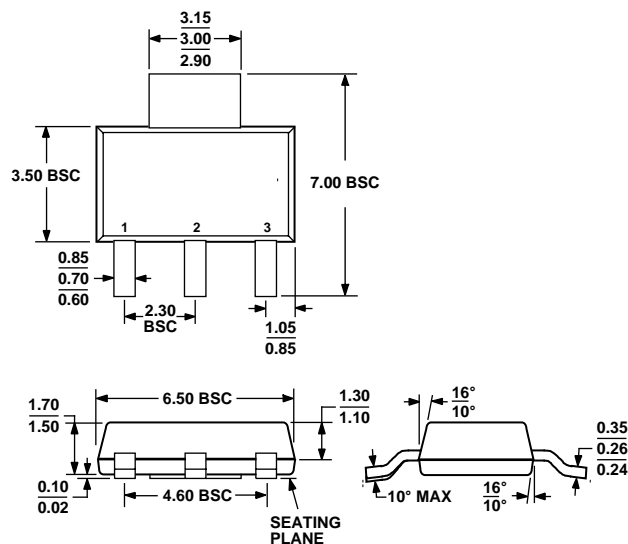 3.15
3.00
2.90
3.50 BSC
7.00 BSC
1 2 3
0.85
0.70
0.60
2.30
BSC
1.05
0.85
1.70
1.50
6.50 BSC
1.30
1.10
16°
10°
0.35
0.26
0.24
0.10
0.02
4.60 BSC
10° MAX
16°
10°
SEATING
PLANE